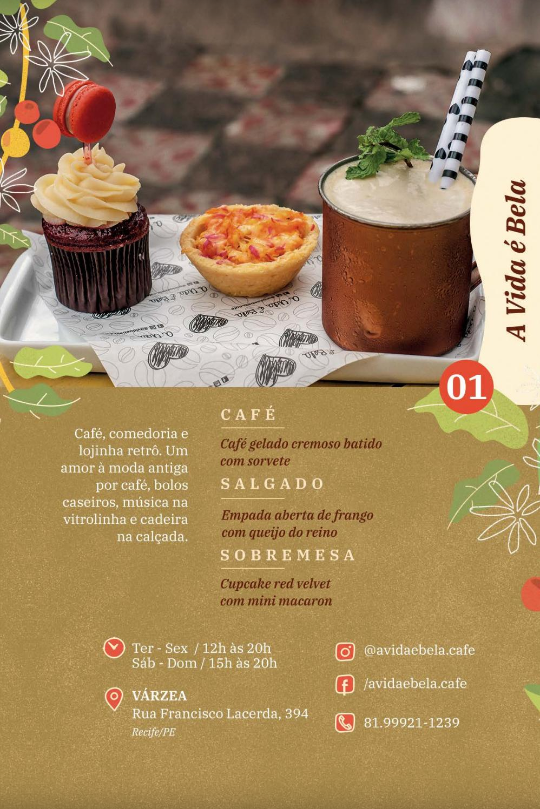 A Vida é Bela
01
Café, comedoria e
lojinha retrô. Um
amor à moda antiga
por café, bolos
caseiros, música na
vitrolinha e cadeira
na calçada.
CAFÉ
Café gelado cremoso batido
com sorvete
SALGADO
Empada aberta de frango
com queijo do reino
SOBREMESA
Cupcake red velvet
com mini macaron
Ter - Sex / 12h às 20h
Sáb - Dom / 15h às 20h
VÁRZEA
Rua Francisco Lacerda, 394
Recife/PE
@avidaebela.cafe
/avidaebela.cafe
81.99921-1239